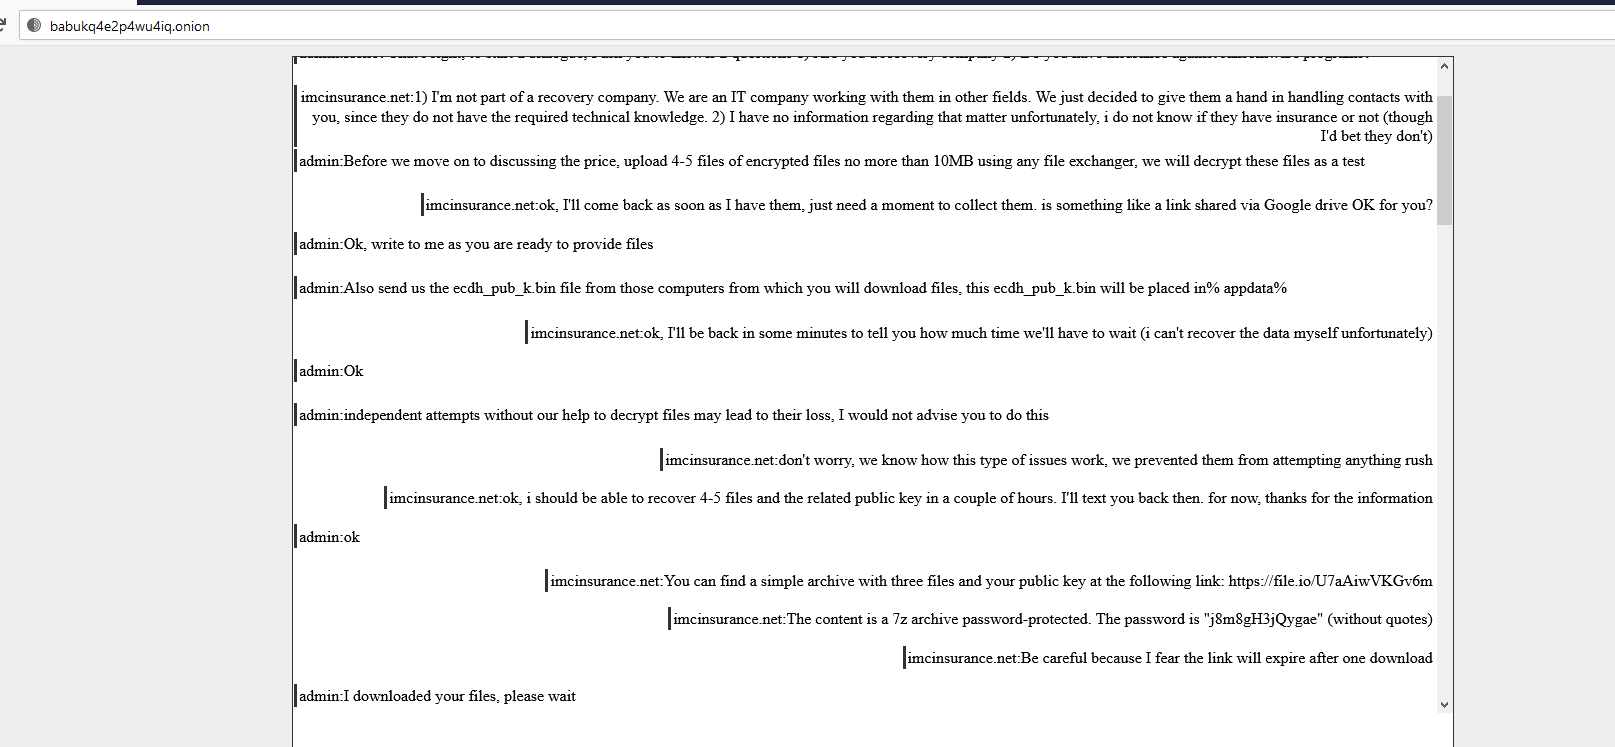 babukq4e2p4wu4iq.onion
imcinsurance.net:1) I'm not part of a recovery company. We are an IT company working with them in other fields. We just decided to give them a hand in handling contacts with
you, since they do not have the required technical knowledge. 2) I have no information regarding that matter unfortunately, i do not know if they have insurance or not (though
I'd bet they don't)
admin:Before we move on to discussing the price, upload 4-5 files of encrypted files no more than 10MB using any file exchanger, we will decrypt these files as a test
imcinsurance.net:ok, I'll come back as soon as I have them, just need a moment to collect them. is something like a link shared via Google drive OK for you?
admin:Ok, write to me as you are ready to provide files
admin:Also send us the ecdh_pub_k.bin file from those computers from which you will download files, this ecdh_pub_k.bin will be placed in% appdata%
imcinsurance.net:ok, I'll be back in some minutes to tell you how much time we'll have to wait (i can't recover the data myself unfortunately)
admin:Ok
admin:independent attempts without our help to decrypt files may lead to their loss, I would not advise you to do this
imcinsurance.net:don't worry, we know how this type of issues work, we prevented them from attempting anything rush
imcinsurance.net:ok, i should be able to recover 4-5 files and the related public key in a couple of hours. I'll text you back then. for now, thanks for the information
admin:ok
imcinsurance.net:You can find a simple archive with three files and your public key at the following link: https://file.io/U7aAiwVKGv6m
imcinsurance.net:The content is a 7z archive password-protected. The password is "j8m8gH3jQygae" (without quotes)
imcinsurance.net:Be careful because I fear the link will expire after one download
admin:I downloaded your files, please wait